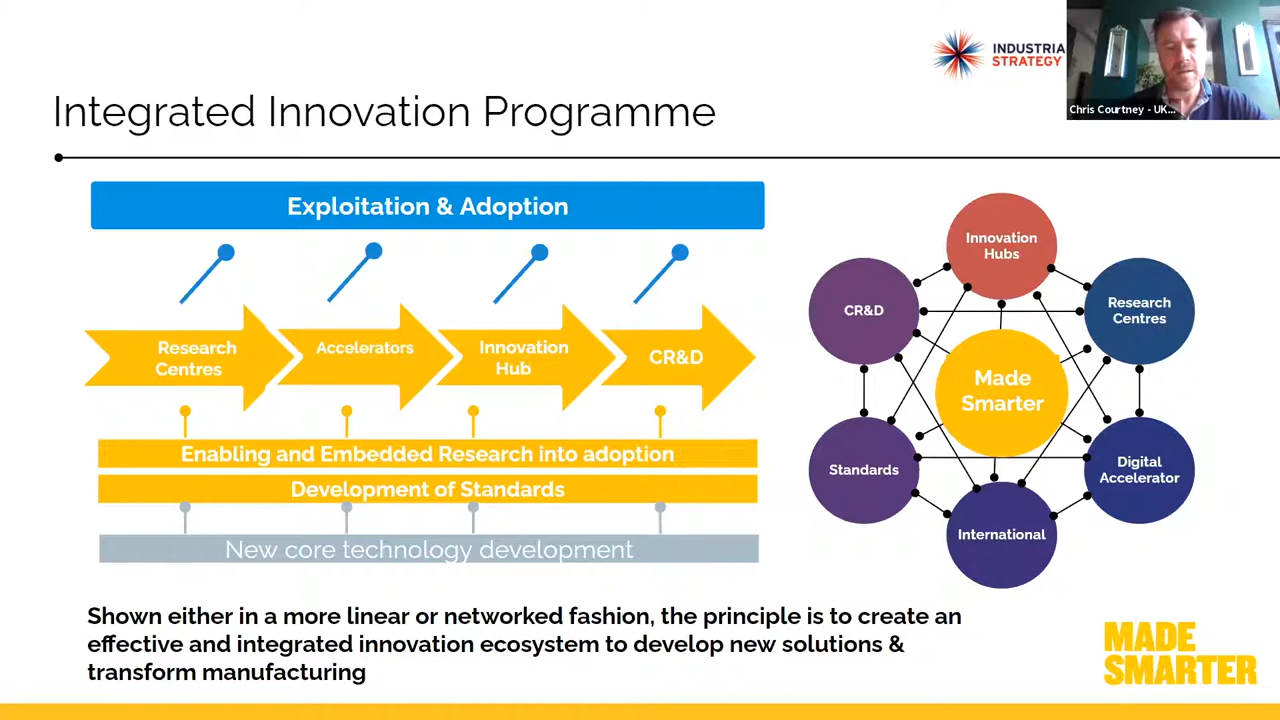 INDUSTRIA
STRATEGY
Chris Courtney - UK...
Integrated Innovation Programme
Exploitation & Adoption
Research
Centres
Accelerators
Innovation
Hub
CR&D
Enabling and Embedded Research into adoption
Development of Standards
New core technology development
Innovation
Hubs
CR&D
Research
Centres
Made
Smarter
Standards
Digital
Accelerator
International
Shown either in a more linear or networked fashion, the principle is to create an
effective and integrated innovation ecosystem to develop new solutions &
transform manufacturing
MADE
SMARTER